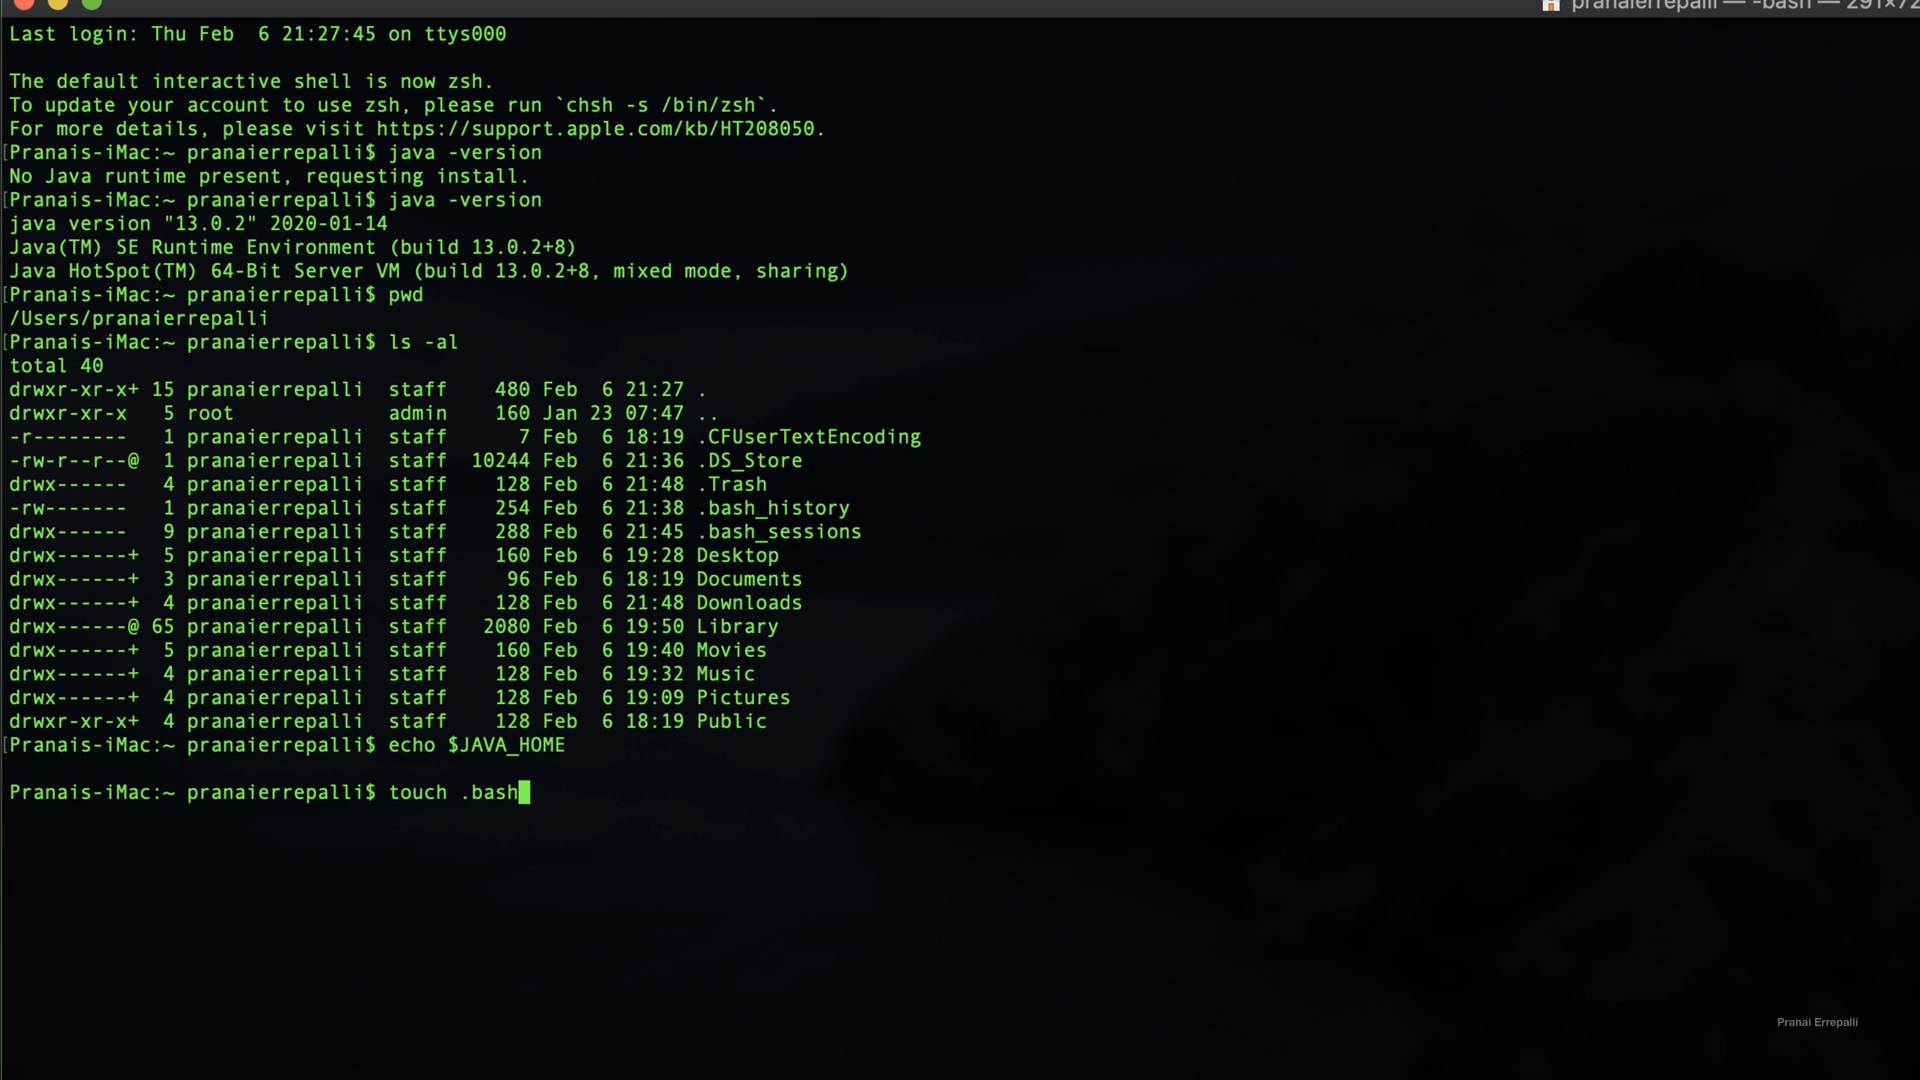 pranaierrepalli — -bash — 291×72
Last login: Thu Feb  6 21:27:45 on ttys000
The default interactive shell is now zsh.
To update your account to use zsh, please run `chsh -s /bin/zsh`.
For more details, please visit https://support.apple.com/kb/HT208050.
[Pranais-iMac:~ pranaierrepalli$ java -version
No Java runtime present, requesting install.
[Pranais-iMac:~ pranaierrepalli$ java -version
java version "13.0.2" 2020-01-14
Java(TM) SE Runtime Environment (build 13.0.2+8)
Java HotSpot(TM) 64-Bit Server VM (build 13.0.2+8, mixed mode, sharing)
[Pranais-iMac:~ pranaierrepalli$ pwd
/Users/pranaierrepalli
[Pranais-iMac:~ pranaierrepalli$ ls -al
total 40
drwxr-xr-x+ 15 pranaierrepalli  staff    480 Feb  6 21:27 .
drwxr-xr-x   5 root             admin    160 Jan 23 07:47 ..
-r--------   1 pranaierrepalli  staff      7 Feb  6 18:19 .CFUserTextEncoding
-rw-r--r--@  1 pranaierrepalli  staff  10244 Feb  6 21:36 .DS_Store
drwx------   4 pranaierrepalli  staff    128 Feb  6 21:48 .Trash
-rw-------   1 pranaierrepalli  staff    254 Feb  6 21:38 .bash_history
drwx------   9 pranaierrepalli  staff    288 Feb  6 21:45 .bash_sessions
drwx------+  5 pranaierrepalli  staff    160 Feb  6 19:28 Desktop
drwx------+  3 pranaierrepalli  staff     96 Feb  6 18:19 Documents
drwx------+  4 pranaierrepalli  staff    128 Feb  6 21:48 Downloads
drwx------@ 65 pranaierrepalli  staff   2080 Feb  6 19:50 Library
drwx------+  5 pranaierrepalli  staff    160 Feb  6 19:40 Movies
drwx------+  4 pranaierrepalli  staff    128 Feb  6 19:32 Music
drwx------+  4 pranaierrepalli  staff    128 Feb  6 19:09 Pictures
drwxr-xr-x+  4 pranaierrepalli  staff    128 Feb  6 18:19 Public
[Pranais-iMac:~ pranaierrepalli$ echo $JAVA_HOME
Pranais-iMac:~ pranaierrepalli$ touch .bash
Pranai Errepalli